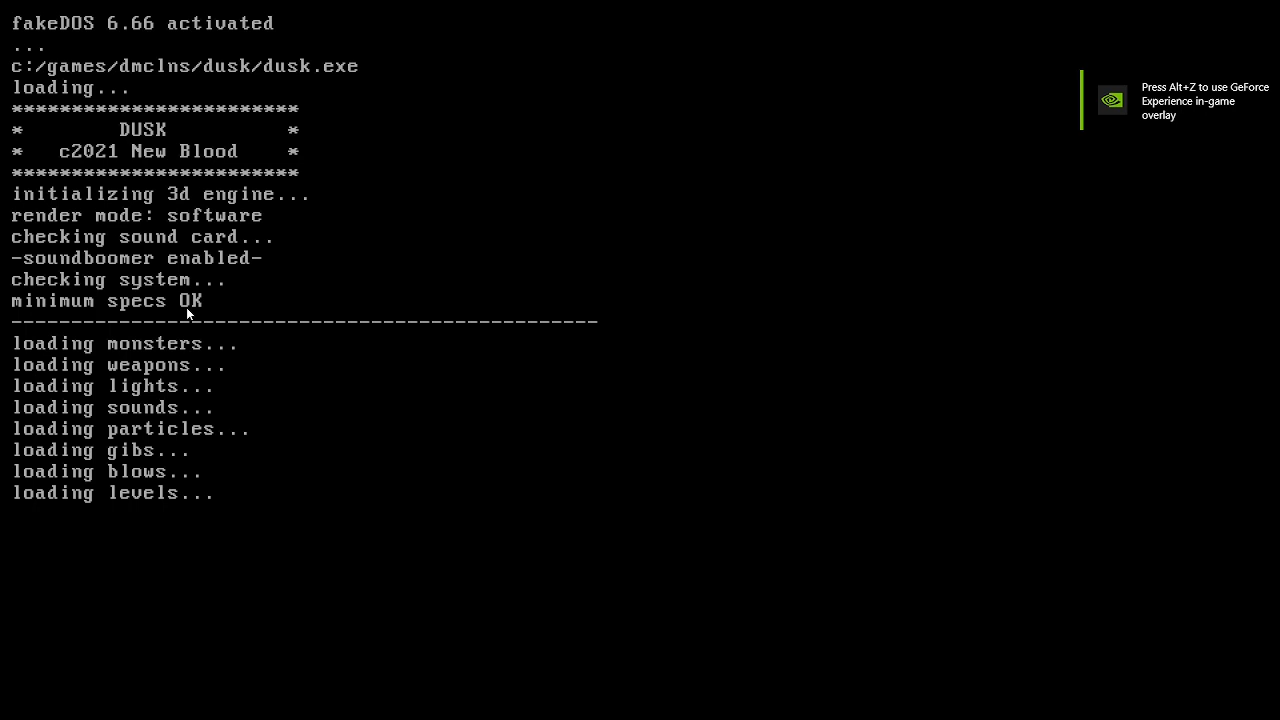 fakeDOS 6.66 activated
...
c:/games/dmclns/dusk/dusk.exe
loading...
************************
*        DUSK          *
*   c2021 New Blood    *
************************
initializing 3d engine...
render mode: software
checking sound card...
-soundboomer enabled-
checking system...
minimum specs OK
-------------------------------------------------
loading monsters...
loading weapons...
loading lights...
loading sounds...
loading particles...
loading gibs...
loading blows...
loading levels...
Press Alt+Z to use GeForce
Experience in-game
overlay